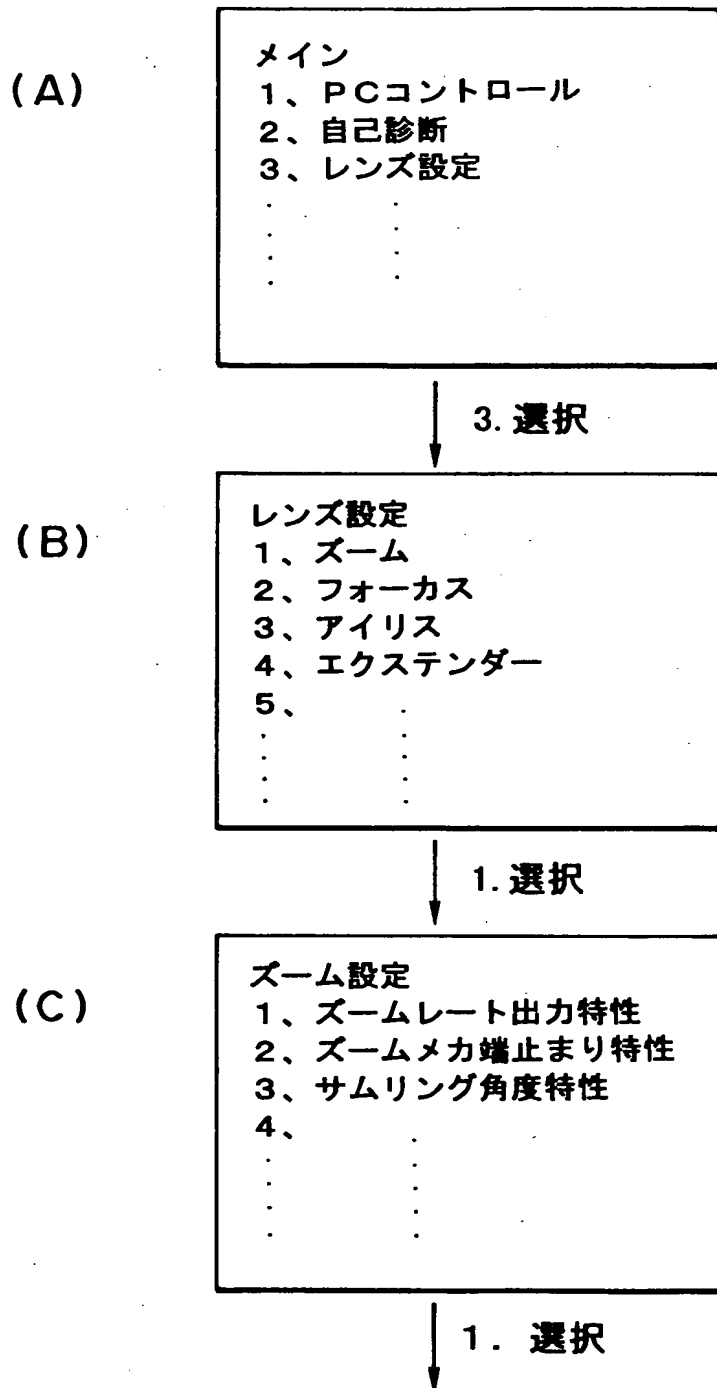 (A)
メイン
1、PCコントロール
2、自己診断
3、レンズ設定
3. 選択
(B)
レンズ設定
1、ズーム
2、フォーカス
3、アイリス
4、エクステンダー
5、
1. 選択
(C)
ズーム設定
1、ズームレート出力特性
2、ズームメカ端止まり特性
3、サムリング角度特性
4、
1. 選択